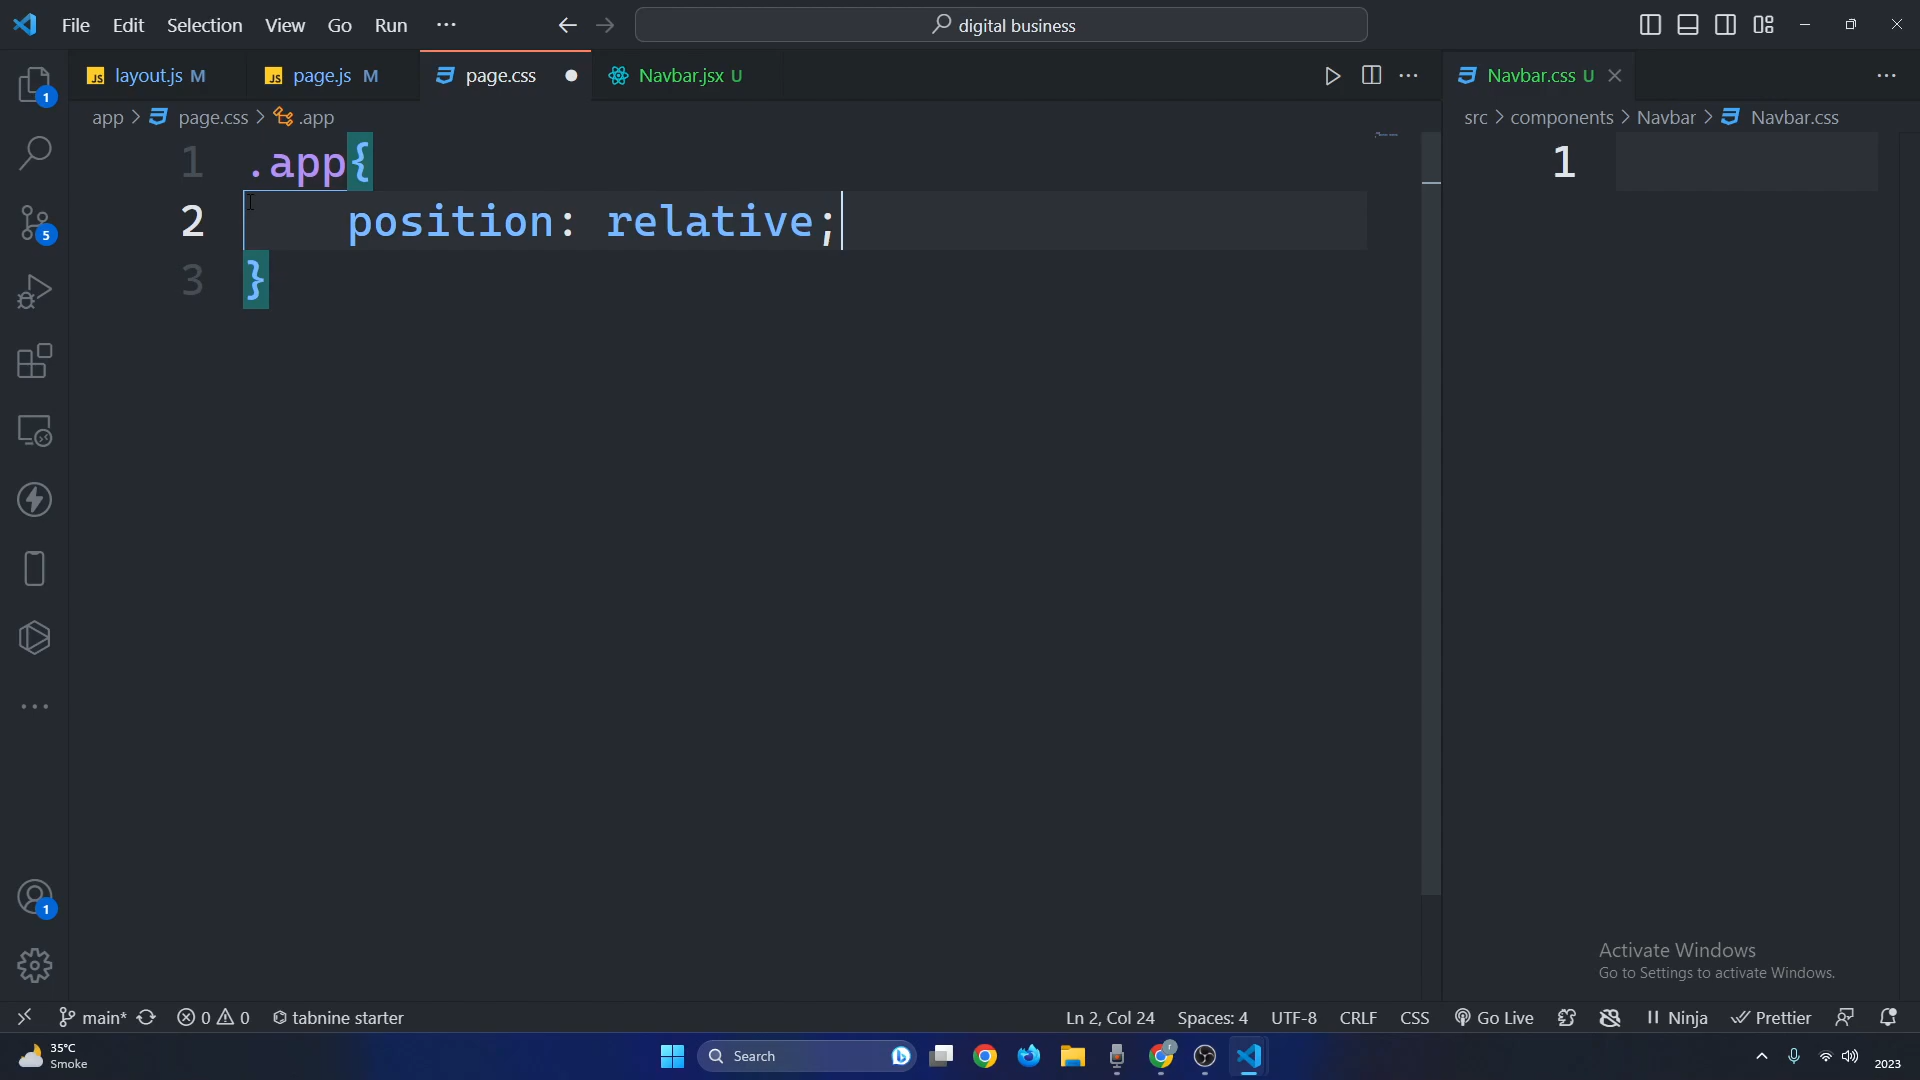 File Edit Selection View Go Run ··· digital business
layout.js M page.js M page.css Navbar.jsx U Navbar.css U
app > page.css > .app
src > components > Navbar > Navbar.css
1 .app{
2 position: relative;
3 }
1
1
5
1
Activate Windows
Go to Settings to activate Windows.
main* 0 0 tabnine starter Ln 2, Col 24 Spaces: 4 UTF-8 CRLF CSS Go Live Ninja Prettier
35°C
Smoke
Search
r
2023